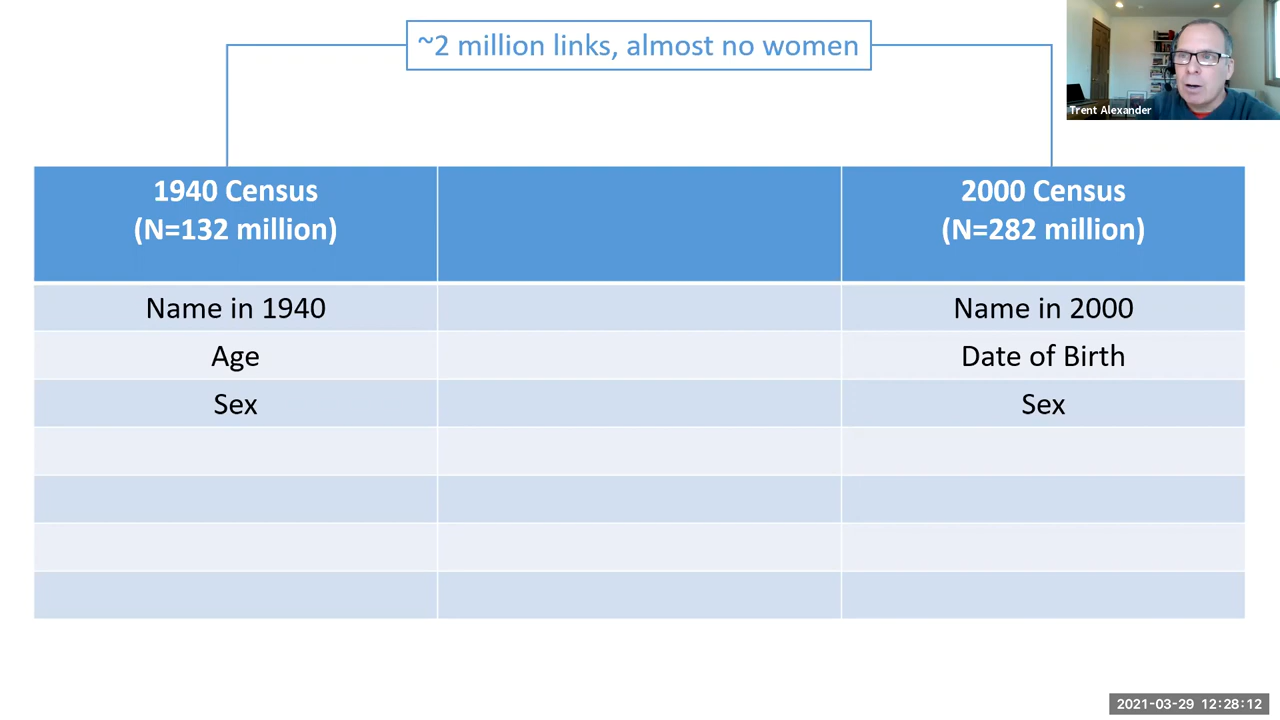 ~2 million links, almost no women
Trent Alexander
1940 Census
(N=132 million)
2000 Census
(N=282 million)
Name in 1940
Name in 2000
Age
Date of Birth
Sex
Sex
2021-03-29 12:28:12